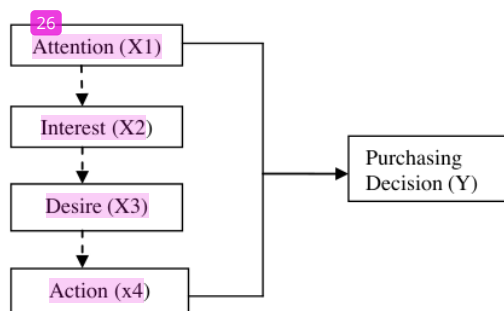 26
Attention (X1)
Interest (X2)
Desire (X3)
Action (x4)
Purchasing
Decision (Y)